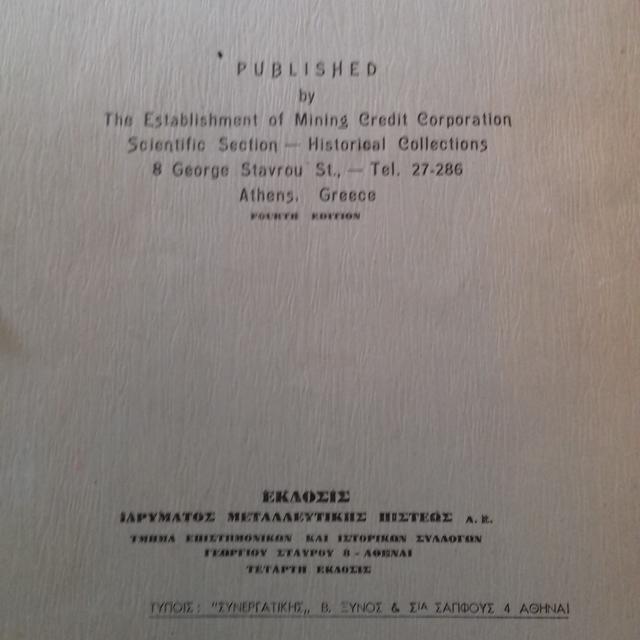 PUBLISHED
by
The Establishment of Mining Credit Corporation
Scientific Section — Historical Collections
8 George Stavrou St., — Tel. 27-286
Athens, Greece
FOURTH EDITION
ΕΚΔΟΣΙΣ
ΙΔΡΥΜΑΤΟΣ ΜΕΤΑΛΛΕΥΤΙΚΗΣ ΠΙΣΤΕΩΣ Α. Ε.
ΤΜΗΜΑ ΕΠΙΣΤΗΜΟΝΙΚΩΝ ΚΑΙ ΙΣΤΟΡΙΚΩΝ ΣΥΛΛΟΓΩΝ
ΓΕΩΡΓΙΟΥ ΣΤΑΥΡΟΥ 8 - ΑΘΗΝΑΙ
ΤΕΤΑΡΤΗ ΕΚΔΟΣΙΣ
ΤΥΠΟΙΣ: "ΣΥΝΕΡΓΑΤΙΚΗΣ„ Β. ΞΥΝΟΣ & ΣΙΑ ΣΑΠΦΟΥΣ 4 ΑΘΗΝΑΙ